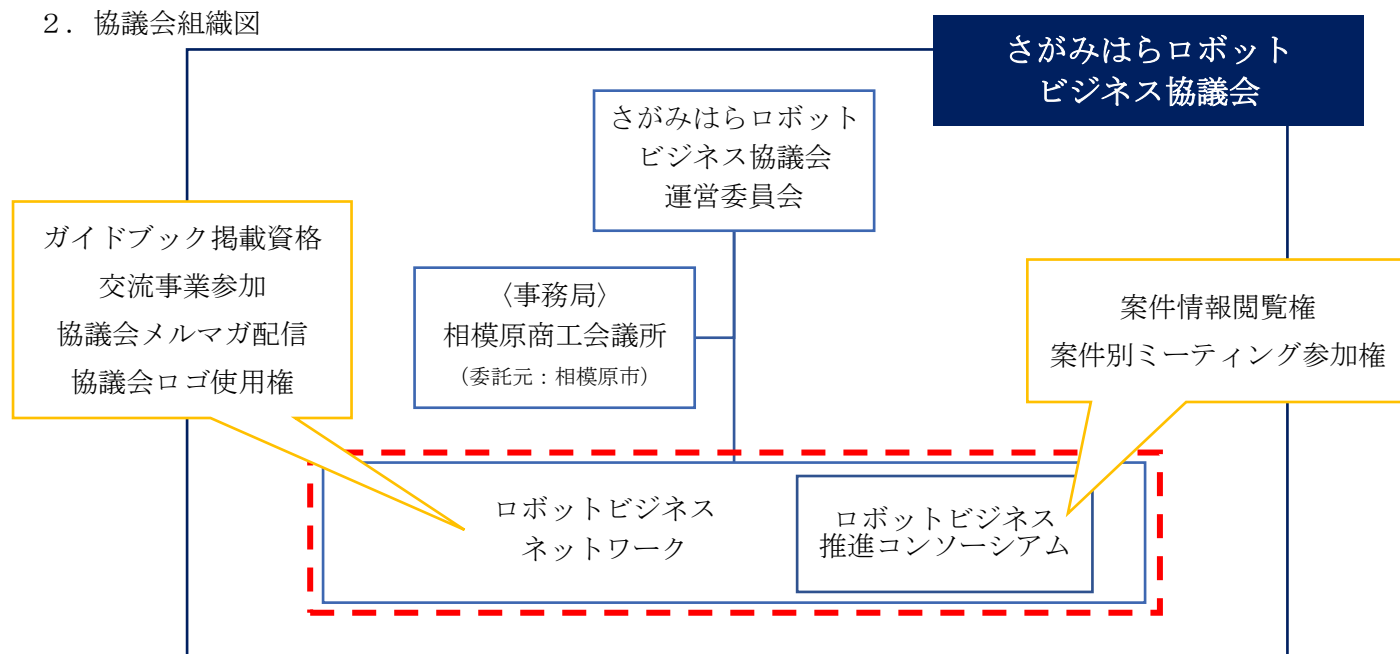 ２．協議会組織図
さがみはらロボット
ビジネス協議会
さがみはらロボット
ビジネス協議会
運営委員会
ガイドブック掲載資格
交流事業参加
協議会メルマガ配信
協議会ロゴ使用権
〈事務局〉
相模原商工会議所
（委託元：相模原市）
案件情報閲覧権
案件別ミーティング参加権
ロボットビジネス
ネットワーク
ロボットビジネス
推進コンソーシアム